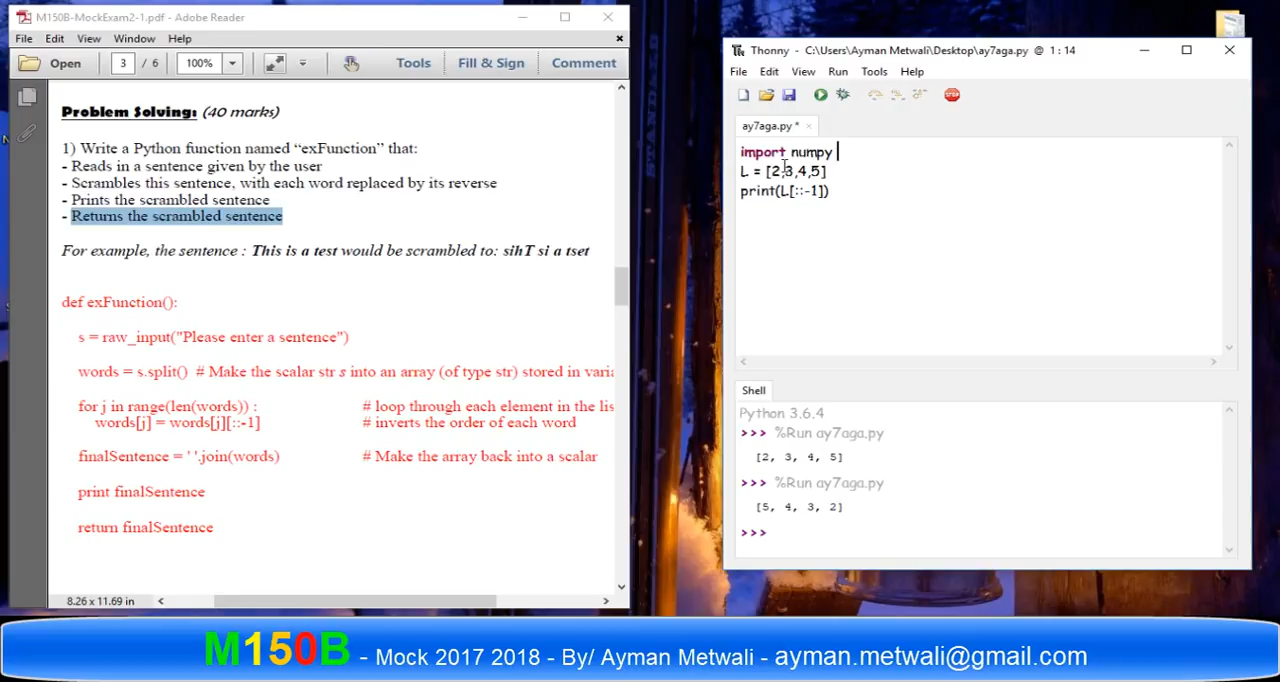 M150B-MockExam2-1.pdf - Adobe Reader
File Edit View Window Help
Open 3 / 6 100% Tools Fill & Sign Comment
Problem Solving: (40 marks)
1) Write a Python function named “exFunction” that:
- Reads in a sentence given by the user
- Scrambles this sentence, with each word replaced by its reverse
- Prints the scrambled sentence
- Returns the scrambled sentence
For example, the sentence : This is a test would be scrambled to: sihT si a tset
def exFunction():
s = raw_input("Please enter a sentence")
words = s.split() # Make the scalar str s into an array (of type str) stored in varia
for j in range(len(words)) : # loop through each element in the lis
words[j] = words[j][::-1] # inverts the order of each word
finalSentence = ' '.join(words) # Make the array back into a scalar
print finalSentence
return finalSentence
8.26 x 11.69 in
Thonny - C:\Users\Ayman Metwali\Desktop\ay7aga.py @ 1 : 14
File Edit View Run Tools Help
STOP
ay7aga.py *
import numpy
L = [2,3,4,5]
print(L[::-1])
Shell
Python 3.6.4
>>> %Run ay7aga.py
[2, 3, 4, 5]
>>> %Run ay7aga.py
[5, 4, 3, 2]
>>>
STANDARD
M150B - Mock 2017 2018 - By/ Ayman Metwali - ayman.metwali@gmail.com